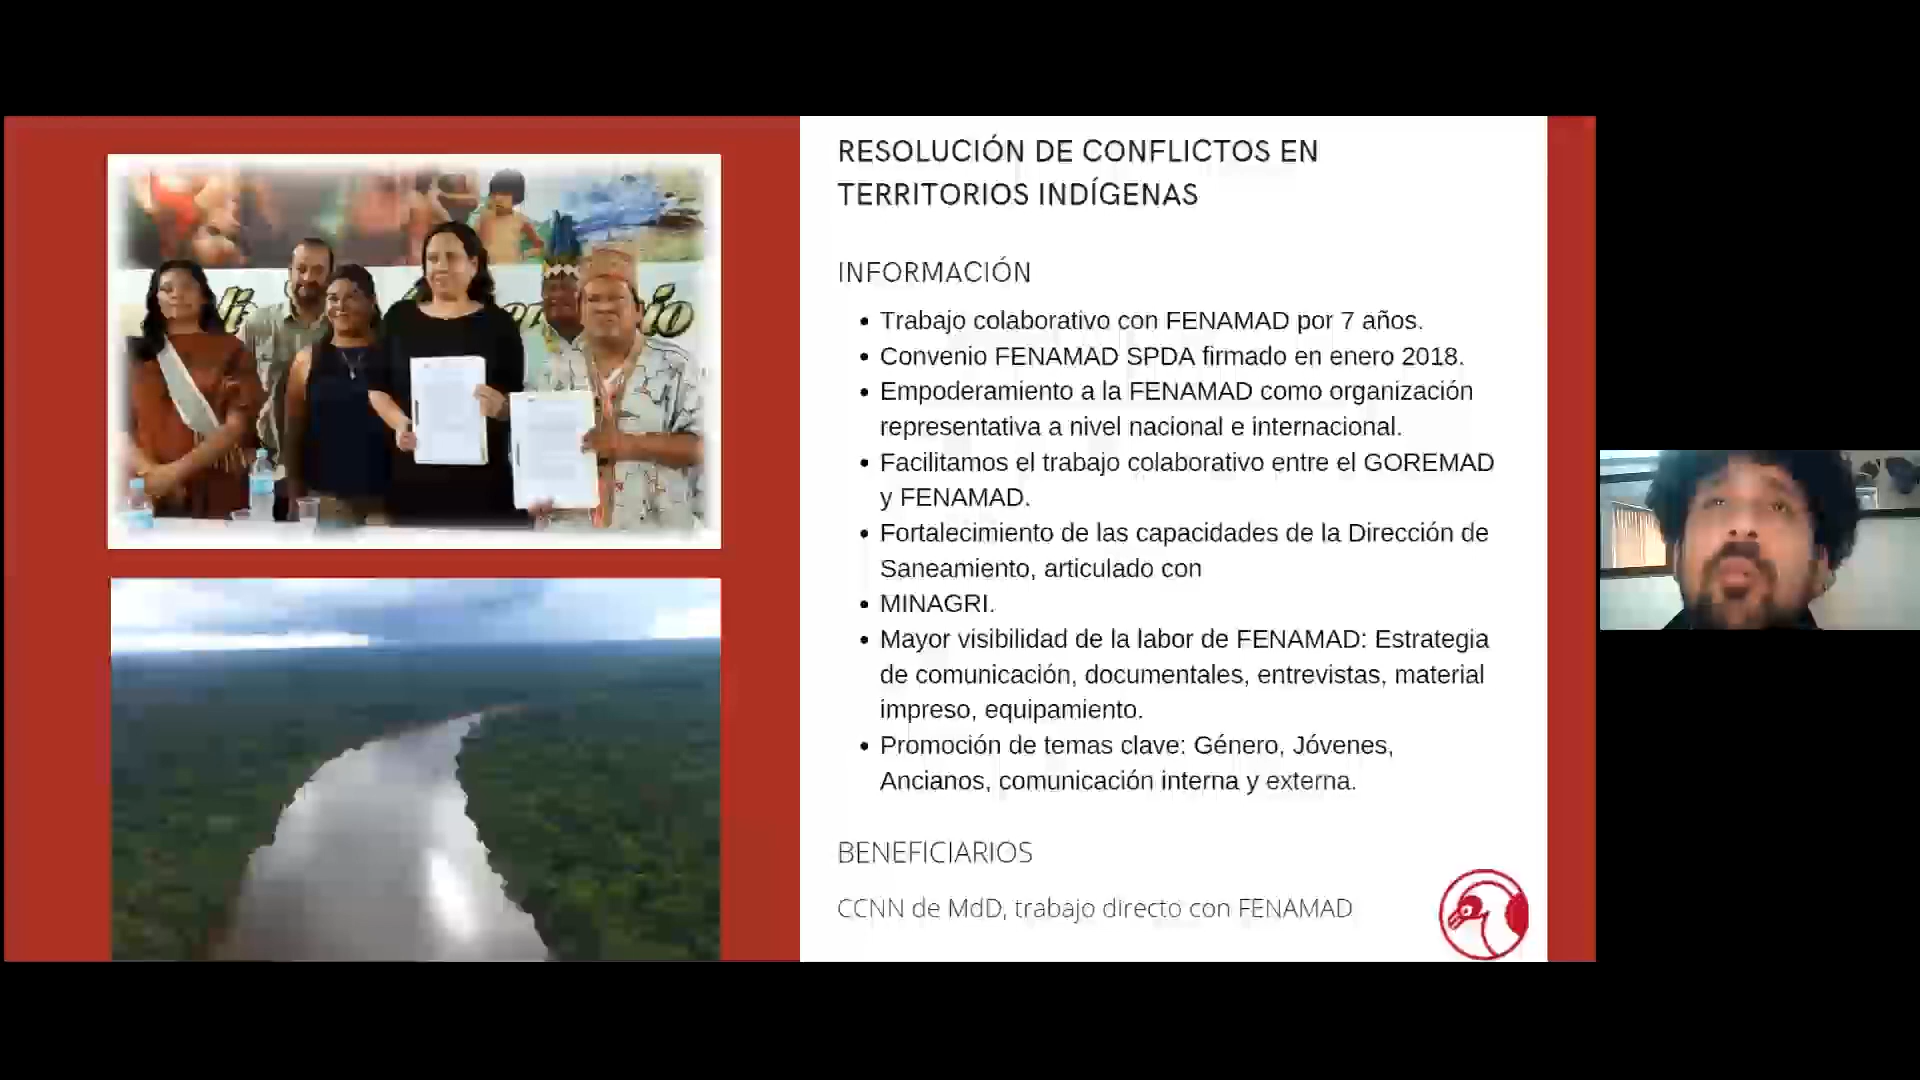 RESOLUCIÓN DE CONFLICTOS EN
TERRITORIOS INDÍGENAS
INFORMACIÓN
• Trabajo colaborativo con FENAMAD por 7 años.
• Convenio FENAMAD SPDA firmado en enero 2018.
• Empoderamiento a la FENAMAD como organización
representativa a nivel nacional e internacional.
• Facilitamos el trabajo colaborativo entre el GOREMAD
y FENAMAD.
• Fortalecimiento de las capacidades de la Dirección de
Saneamiento, articulado con
• MINAGRI.
• Mayor visibilidad de la labor de FENAMAD: Estrategia
de comunicación, documentales, entrevistas, material
impreso, equipamiento.
• Promoción de temas clave: Género, Jóvenes,
Ancianos, comunicación interna y externa.
BENEFICIARIOS
CCNN de MdD, trabajo directo con FENAMAD